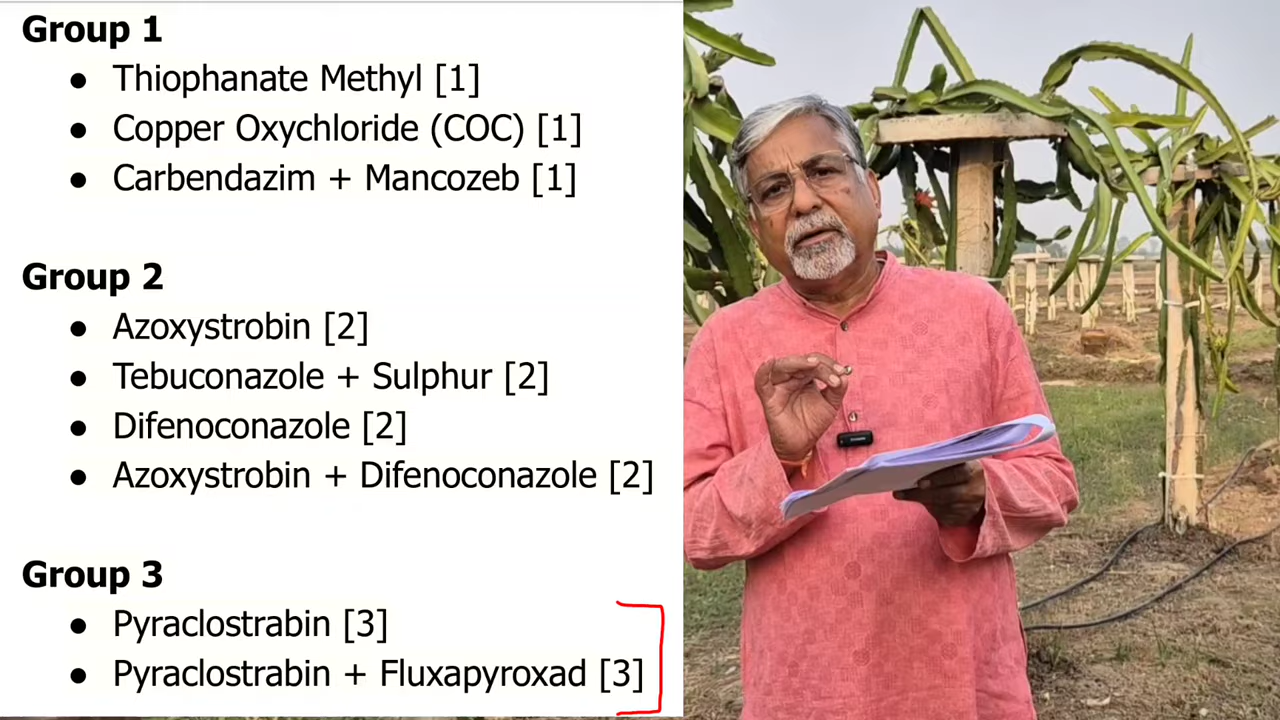 Group 1
● Thiophanate Methyl [1]
● Copper Oxychloride (COC) [1]
● Carbendazim + Mancozeb [1]
Group 2
● Azoxystrobin [2]
● Tebuconazole + Sulphur [2]
● Difenoconazole [2]
● Azoxystrobin + Difenoconazole [2]
Group 3
● Pyraclostrabin [3]
● Pyraclostrabin + Fluxapyroxad [3]